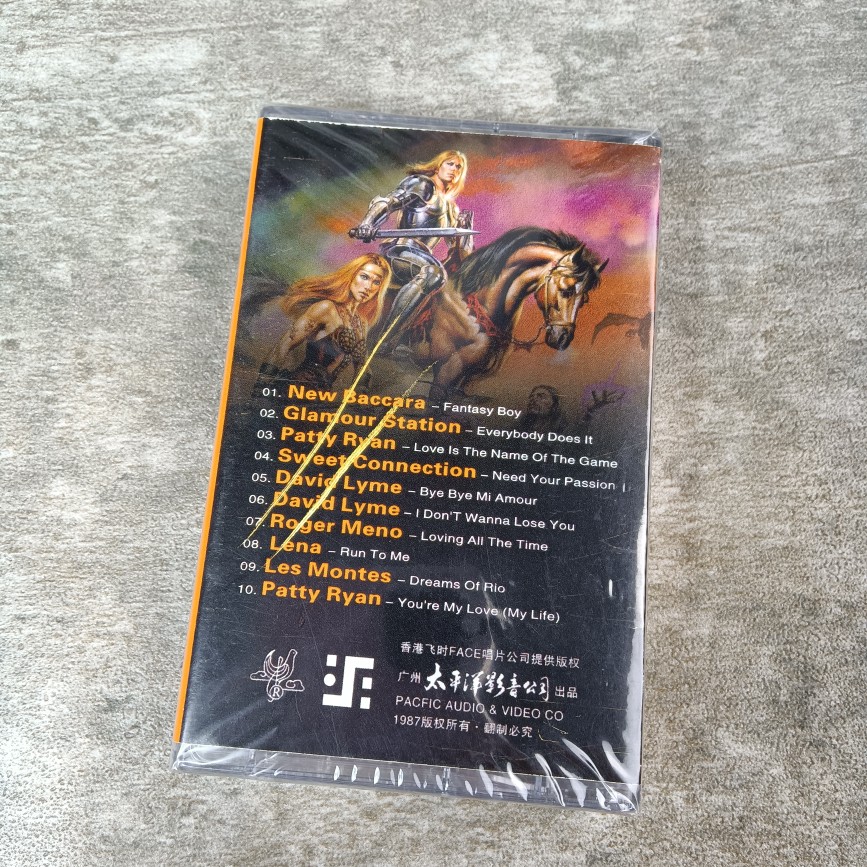 01. New Baccara – Fantasy Boy
02. Glamour Station – Everybody Does It
03. Patty Ryan – Love Is The Name Of The Game
04. Sweet Connection – Need Your Passion
05. David Lyme – Bye Bye Mi Amour
06. David Lyme – I Don'T Wanna Lose You
07. Roger Meno – Loving All The Time
08. Lena – Run To Me
09. Les Montes – Dreams Of Rio
10. Patty Ryan – You're My Love (My Life)
香港飞时FACE唱片公司提供版权
广州 太平洋影音公司 出品
PACFIC AUDIO & VIDEO CO
1987版权所有·翻制必究
R